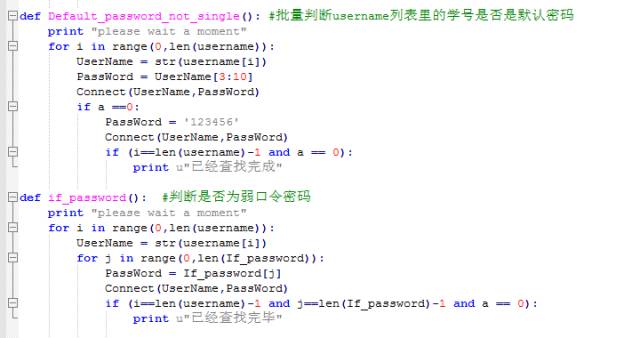 def Default_password_not_single(): #批量判断username列表里的学号是否是默认密码
    print "please wait a moment"
    for i in range(0,len(username)):
        UserName = str(username[i])
        PassWord = UserName[3:10]
        Connect(UserName,PassWord)
        if a ==0:
            PassWord = '123456'
            Connect(UserName,PassWord)
            if (i==len(username)-1 and a == 0):
                print u"已经查找完成"
def if_password():  #判断是否为弱口令密码
    print "please wait a moment"
    for i in range(0,len(username)):
        UserName = str(username[i])
        for j in range(0,len(If_password)):
            PassWord = If_password[j]
            Connect(UserName,PassWord)
            if (i==len(username)-1 and j==len(If_password)-1 and a == 0):
                print u"已经查找完毕"